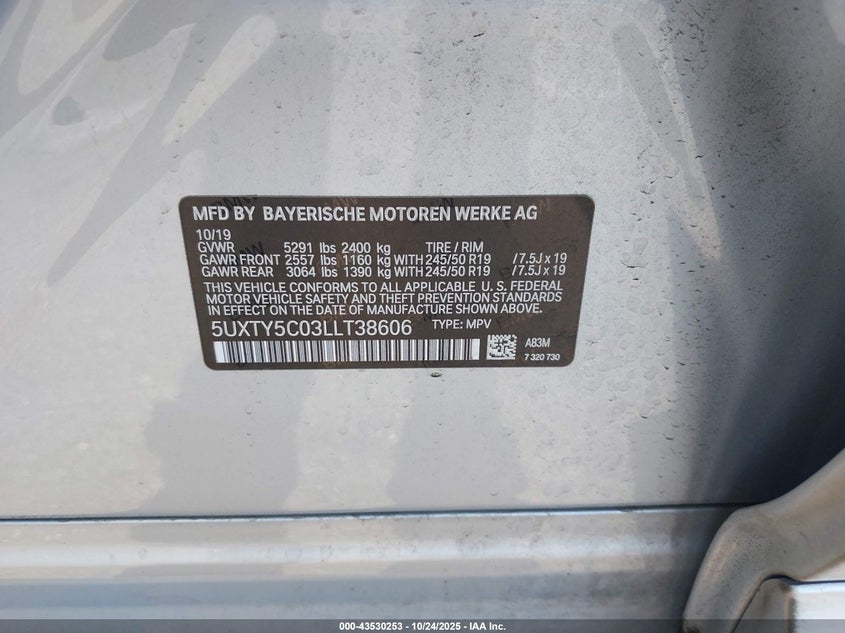 MFD BY BAYERISCHE MOTOREN WERKE AG
10/19
GVWR 5291 lbs 2400 kg TIRE / RIM
GAWR FRONT 2557 lbs 1160 kg WITH 245/50 R19 /7.5J x 19
GAWR REAR 3064 lbs 1390 kg WITH 245/50 R19 /7.5J x 19
THIS VEHICLE CONFORMS TO ALL APPLICABLE U. S. FEDERAL
MOTOR VEHICLE SAFETY AND THEFT PREVENTION STANDARDS
IN EFFECT ON THE DATE OF MANUFACTURE SHOWN ABOVE.
5UXTY5C03LLT38606 TYPE: MPV
A83M
7 320 730
000-43530253 - 10/24/2025 - IAA Inc.